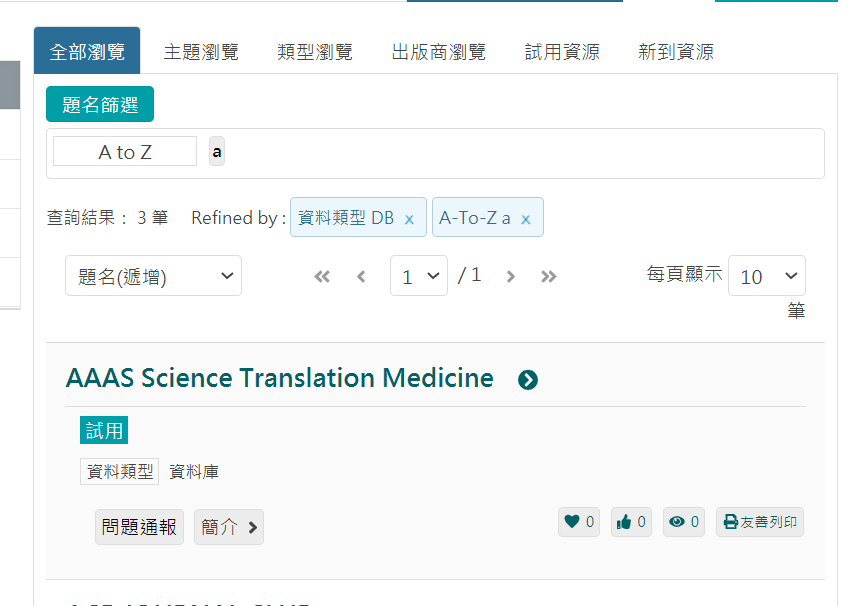 全部瀏覽 主題瀏覽 類型瀏覽 出版商瀏覽 試用資源 新到資源
題名篩選
A to Z a
查詢結果： 3 筆 Refined by : 資料類型 DB x A-To-Z a x
題名(遞增) « ‹ 1 / 1 › » 每頁顯示 10
筆
AAAS Science Translation Medicine
試用
資料類型 資料庫
問題通報 簡介 0 0 0 友善列印